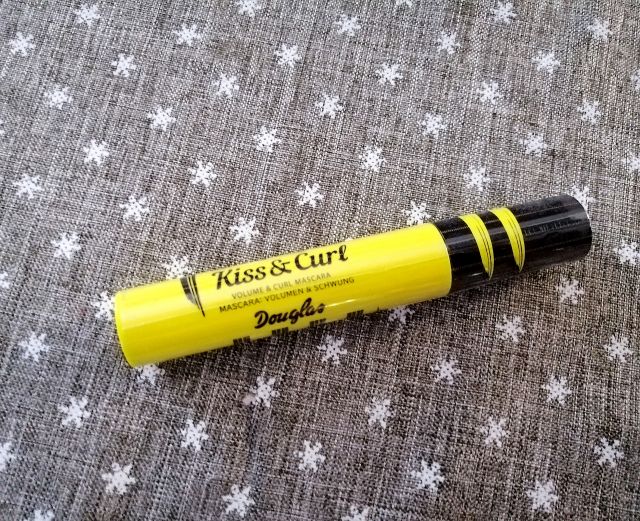 Kiss & Curl
VOLUME & CURL MASCARA
MASCARA: VOLUMEN & SCHWUNG
Douglas